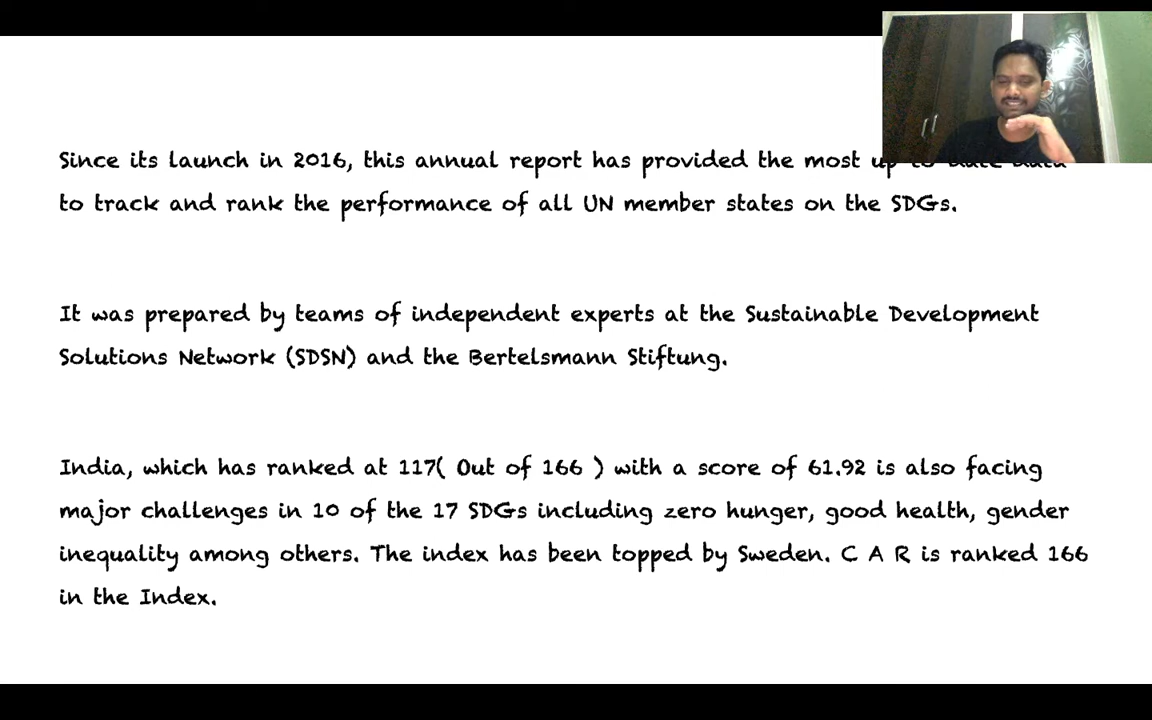 Since its launch in 2016, this annual report has provided the most up to date data
to track and rank the performance of all UN member states on the SDGs.
It was prepared by teams of independent experts at the Sustainable Development
Solutions Network (SDSN) and the Bertelsmann Stiftung.
India, which has ranked at 117( Out of 166 ) with a score of 61.92 is also facing
major challenges in 10 of the 17 SDGs including zero hunger, good health, gender
inequality among others. The index has been topped by Sweden. C A R is ranked 166
in the Index.